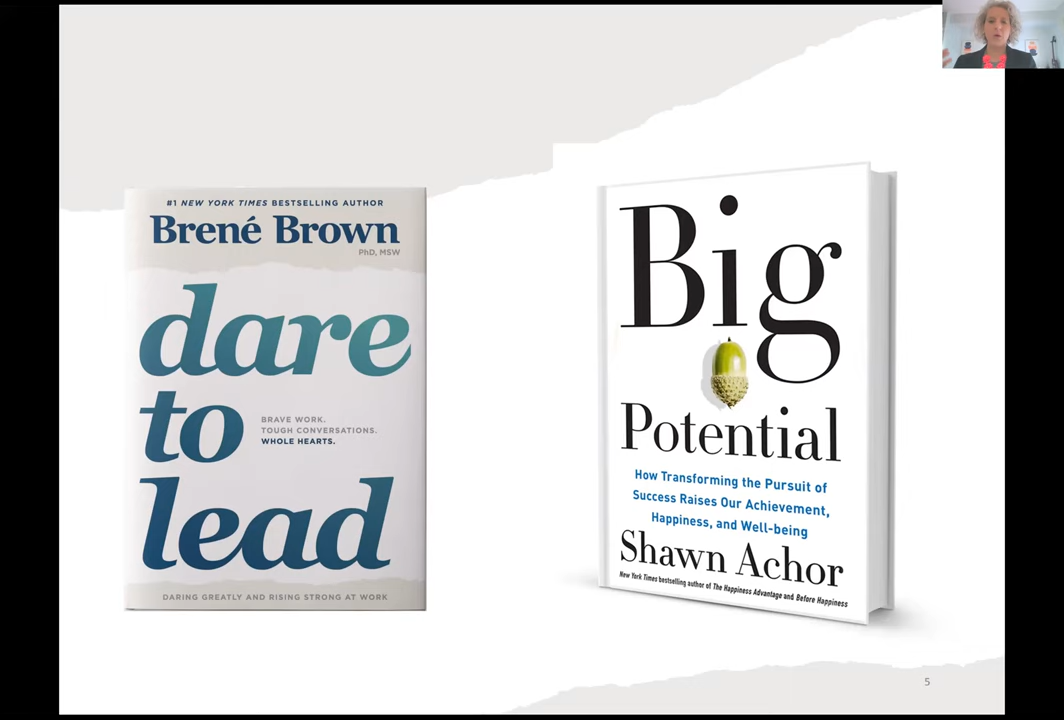 #1 NEW YORK TIMES BESTSELLING AUTHOR
Brené Brown
PhD, MSW
dare
to
BRAVE WORK.
TOUGH CONVERSATIONS.
WHOLE HEARTS.
lead
DARING GREATLY AND RISING STRONG AT WORK
Big
Potential
How Transforming the Pursuit of
Success Raises Our Achievement,
Happiness, and Well-being
Shawn Achor
New York Times bestselling author of The Happiness Advantage and Before Happiness
5